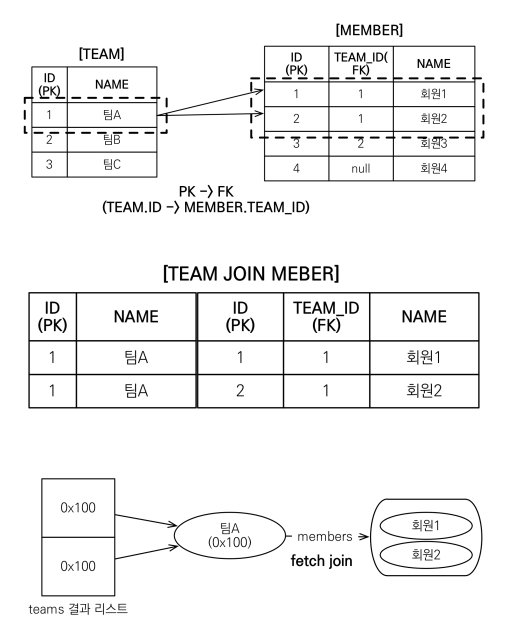 [TEAM]
ID
(PK)
NAME
1
팀A
2
팀B
3
팀C
[MEMBER]
ID
(PK)
TEAM_ID(
FK)
NAME
1
1
회원1
2
1
회원2
3
2
회원3
4
null
회원4
PK -> FK
(TEAM.ID -> MEMBER.TEAM_ID)
[TEAM JOIN MEBER]
ID
(PK)
NAME
ID
(PK)
TEAM_ID
(FK)
NAME
1
팀A
1
1
회원1
1
팀A
2
1
회원2
0x100
0x100
teams 결과 리스트
팀A
(0x100)
members
fetch join
회원1
회원2